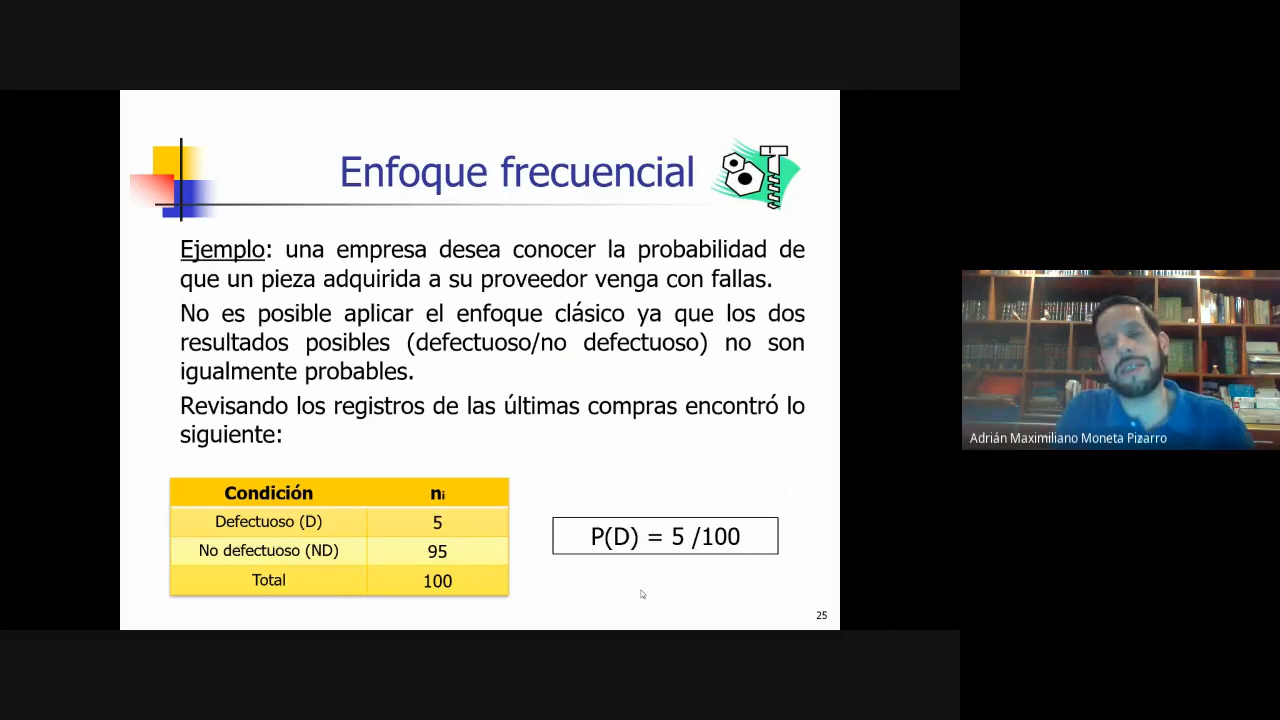 Enfoque frecuencial
Ejemplo: una empresa desea conocer la probabilidad de
que un pieza adquirida a su proveedor venga con fallas.
No es posible aplicar el enfoque clásico ya que los dos
resultados posibles (defectuoso/no defectuoso) no son
igualmente probables.
Revisando los registros de las últimas compras encontró lo
siguiente:
Condición ni
Defectuoso (D) 5
No defectuoso (ND) 95
Total 100
P(D) = 5 /100
25
Adrián Maximiliano Moneta Pizarro